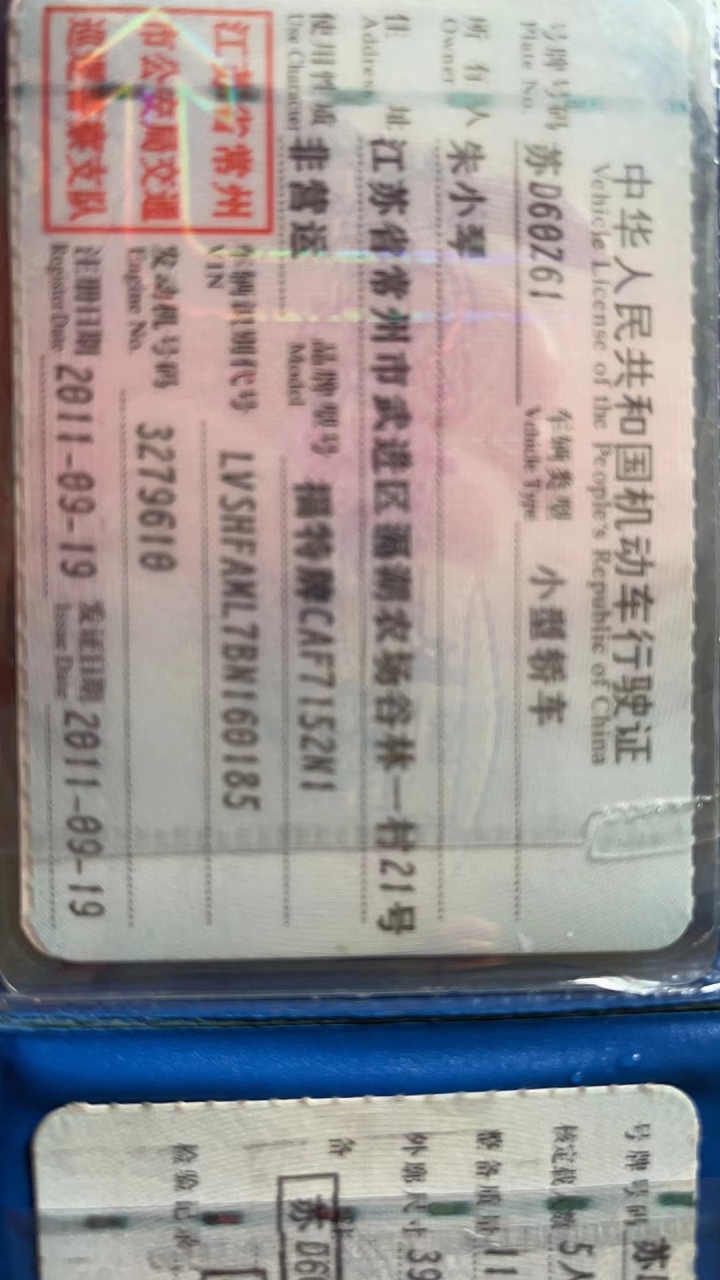 中华人民共和国机动车行驶证
Vehicle License of the People's Republic of China
号牌号码 苏D60Z61 车辆类型 小型轿车
Plate No. Vehicle Type
所有人 朱小琴
Owner
住址 江苏省常州市武进区滆湖农场谷林一村21号
Address
使用性质 非营运 品牌型号 福特牌CAF7152N1
Use Character Model
江苏省常州
市公安局交通
巡逻警察支队
车辆识别代号 LVSHFAML7BN160185
VIN
发动机号码 3279610
Engine No.
注册日期 2011-09-19 发证日期 2011-09-19
Register Date Issue Date
号牌号码 苏
核定载人数 5人
整备质量 11
外廓尺寸 39
备
苏D60
检验记录